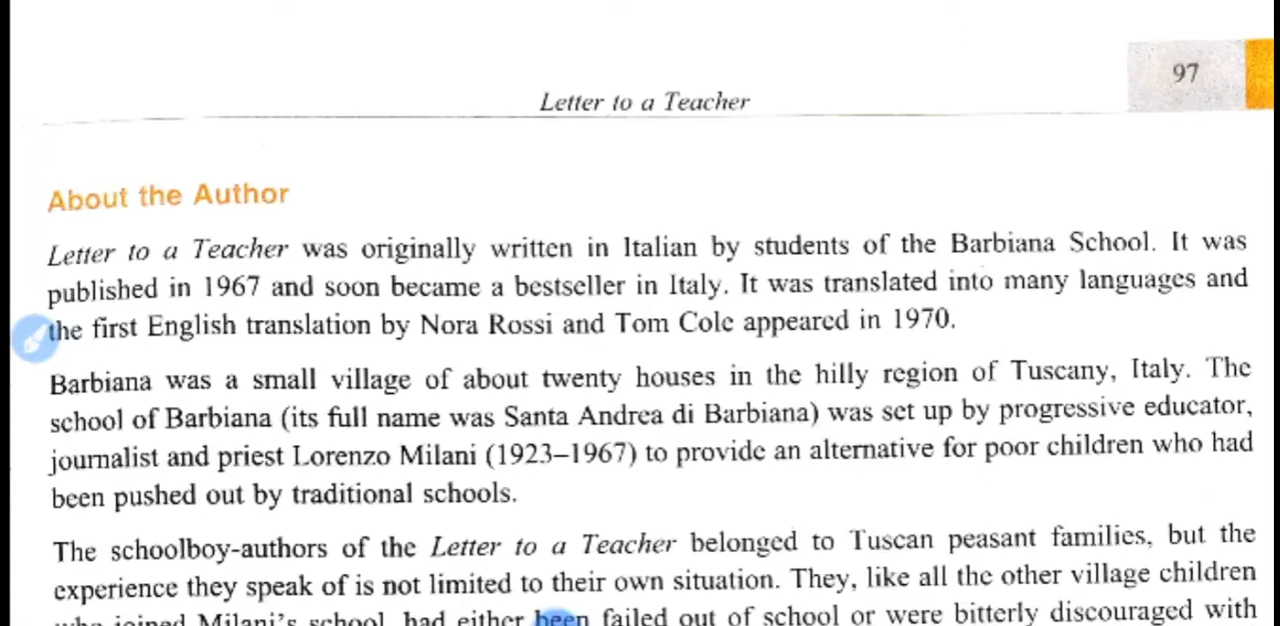 97
Letter to a Teacher
About the Author
Letter to a Teacher was originally written in Italian by students of the Barbiana School. It was
published in 1967 and soon became a bestseller in Italy. It was translated into many languages and
the first English translation by Nora Rossi and Tom Cole appeared in 1970.
Barbiana was a small village of about twenty houses in the hilly region of Tuscany, Italy. The
school of Barbiana (its full name was Santa Andrea di Barbiana) was set up by progressive educator,
journalist and priest Lorenzo Milani (1923–1967) to provide an alternative for poor children who had
been pushed out by traditional schools.
The schoolboy-authors of the Letter to a Teacher belonged to Tuscan peasant families, but the
experience they speak of is not limited to their own situation. They, like all the other village children
who joined Milani's school, had either been failed out of school or were bitterly discouraged with